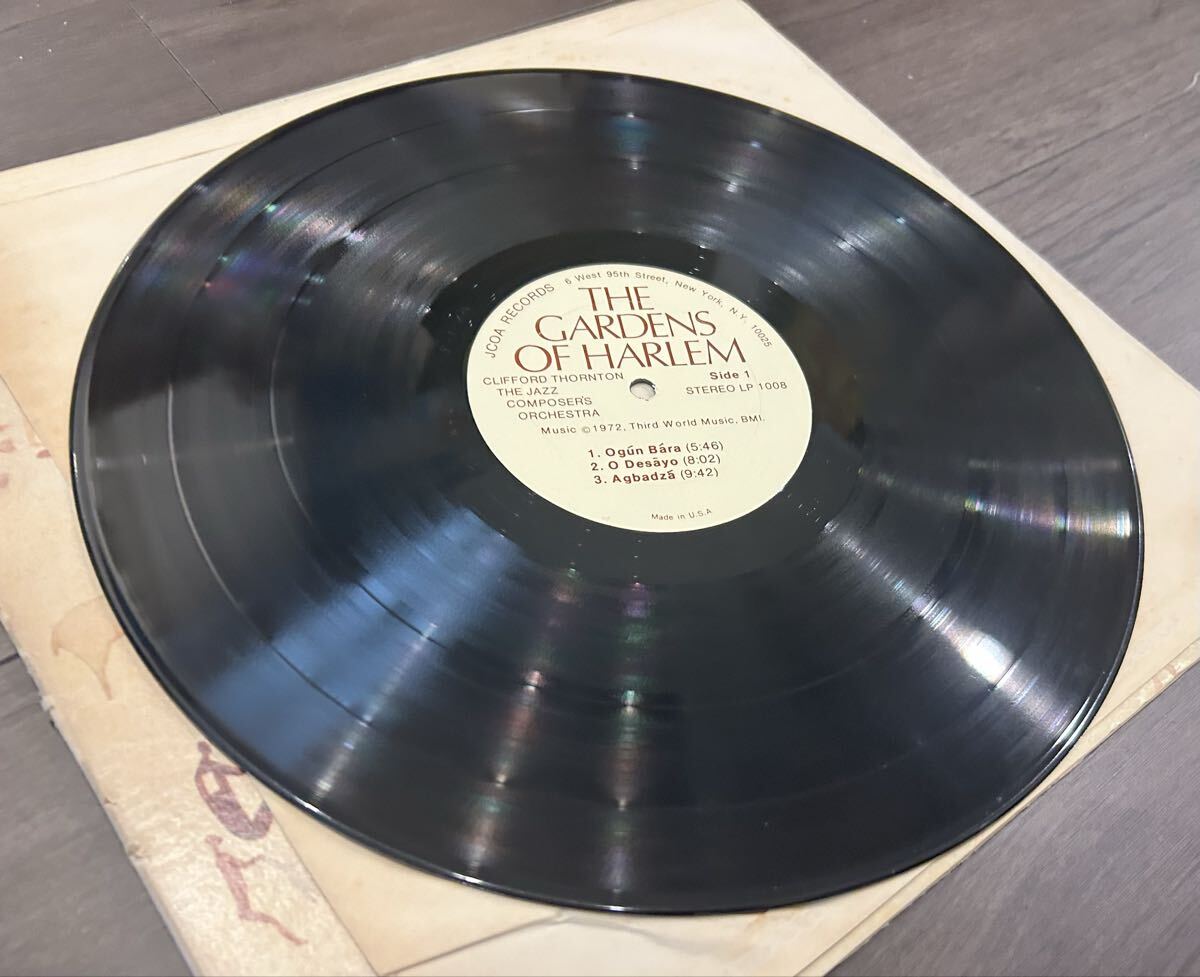 JCOA RECORDS 6 West 95th Street, New York, N.Y. 10025
THE
GARDENS
OF HARLEM
CLIFFORD THORNTON
THE JAZZ
COMPOSER'S
ORCHESTRA
Side 1
STEREO LP 1008
Music ©1972, Third World Music, BMI.
1. Ogún Bára (5:46)
2. O Desãyo (8:02)
3. Agbadzá (9:42)
Made in U.S.A